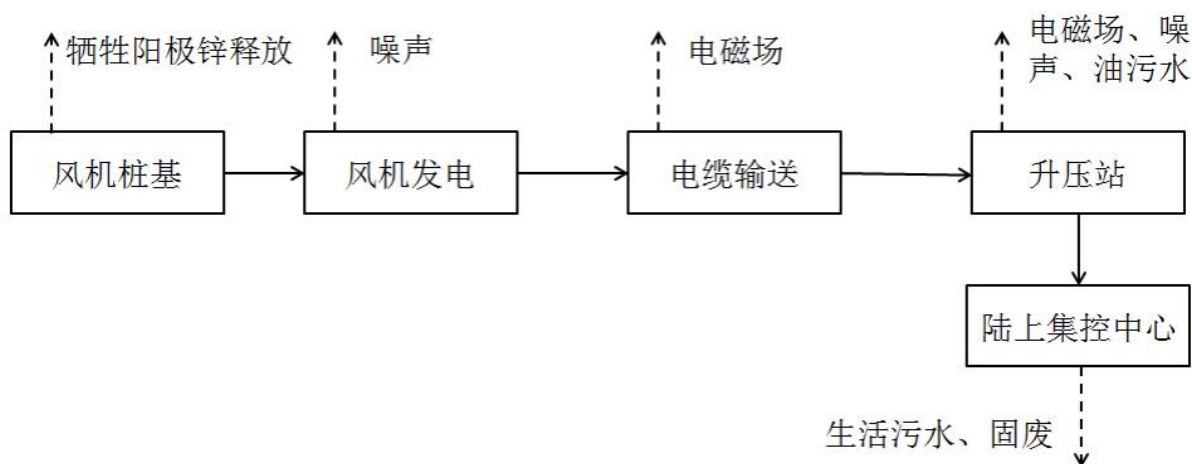 牺牲阳极锌释放
噪声
电磁场
电磁场、噪
声、油污水
风机桩基
风机发电
电缆输送
升压站
陆上集控中心
生活污水、固废